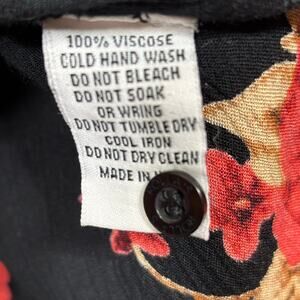 100% VISCOSE
COLD HAND WASH
DO NOT BLEACH
DO NOT SOAK
OR WRING
DO NOT TUMBLE DRY
COOL IRON
DO NOT DRY CLEAN
MADE IN